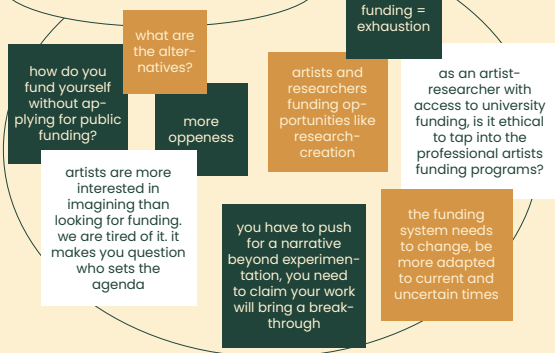 funding =
exhaustion
what are
the alter-
natives?
how do you
fund yourself
without ap-
plying for public
funding?
more
oppeness
artists and
researchers
funding op-
portunities like
research-
creation
as an artist-
researcher with
access to university
funding, is it ethical
to tap into the
professional artists
funding programs?
artists are more
interested in
imagining than
looking for funding.
we are tired of it. it
makes you question
who sets the
agenda
you have to push
for a narrative
beyond experimen-
tation, you need
to claim your work
will bring a break-
through
the funding
system needs
to change, be
more adapted
to current and
uncertain times